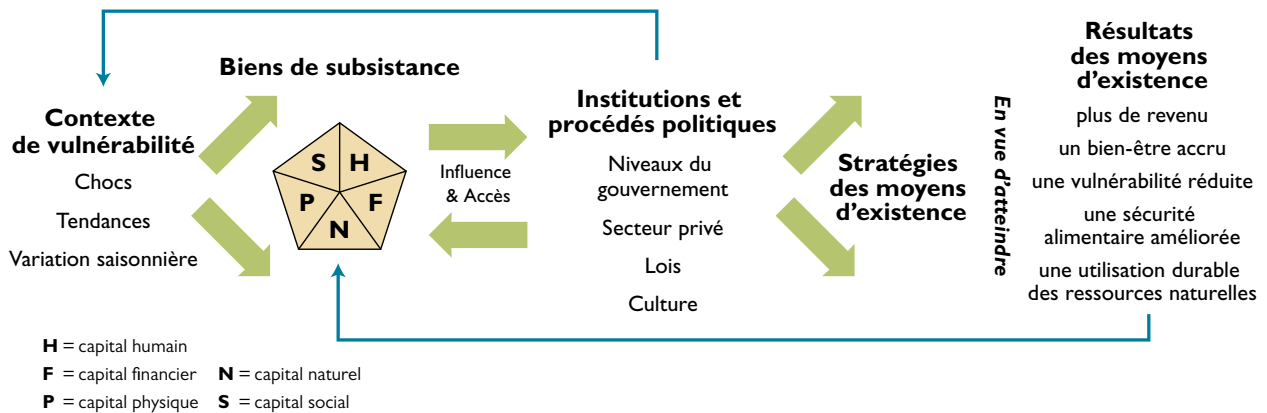 Contexte
de vulnérabilité
Chocs
Tendances
Variation saisonnière
Biens de subsistance
S
H
P
F
N
Influence
& Accès
Institutions et
procédés politiques
Niveaux du
gouvernement
Secteur privé
Lois
Culture
Stratégies
des moyens
d’existence
En vue d’atteindre
Résultats
des moyens
d’existence
plus de revenu
un bien-être accru
une vulnérabilité réduite
une sécurité
alimentaire améliorée
une utilisation durable
des ressources naturelles
H = capital humain
F = capital financier N = capital naturel
P = capital physique S = capital social